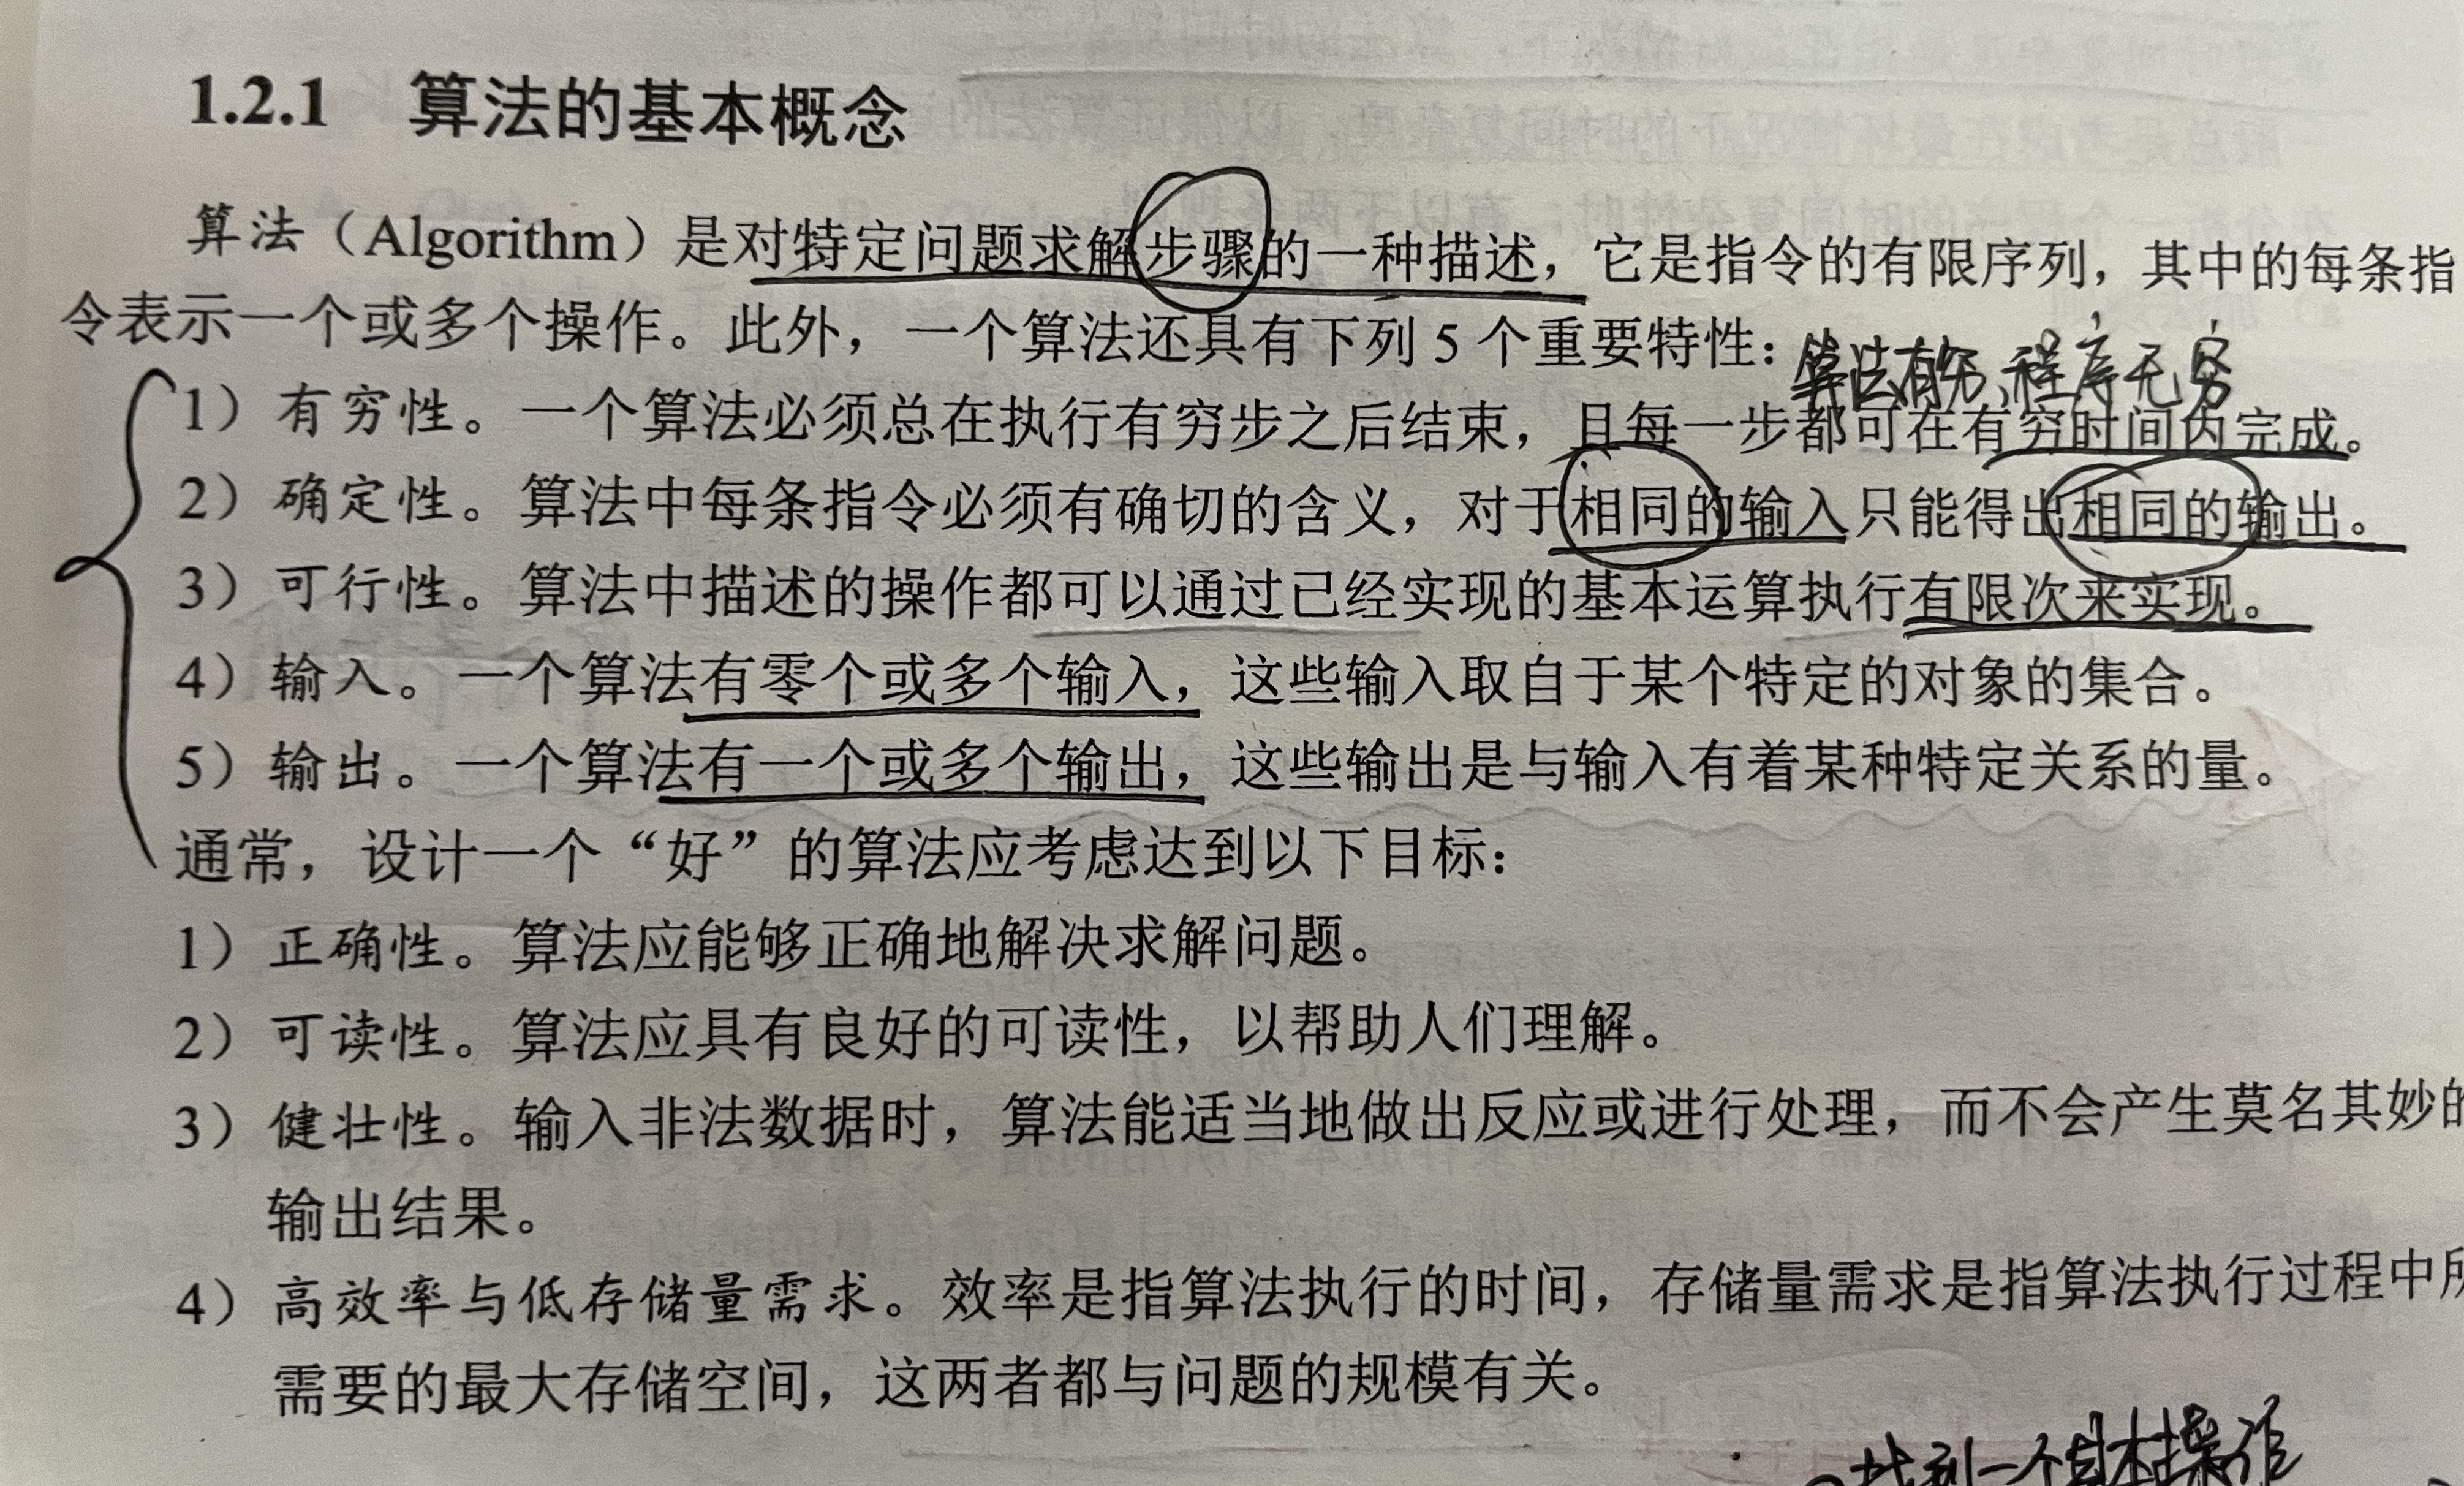 1.2.1 算法的基本概念
算法（Algorithm）是对特定问题求解步骤的一种描述，它是指令的有限序列，其中的每条指
令表示一个或多个操作。此外，一个算法还具有下列 5 个重要特性：
算法有穷、程序无穷
1）有穷性。一个算法必须总在执行有穷步之后结束，且每一步都可在有穷时间内完成。
2）确定性。算法中每条指令必须有确切的含义，对于相同的输入只能得出相同的输出。
3）可行性。算法中描述的操作都可以通过已经实现的基本运算执行有限次来实现。
4）输入。一个算法有零个或多个输入，这些输入取自于某个特定的对象的集合。
5）输出。一个算法有一个或多个输出，这些输出是与输入有着某种特定关系的量。
通常，设计一个“好”的算法应考虑达到以下目标：
1）正确性。算法应能够正确地解决求解问题。
2）可读性。算法应具有良好的可读性，以帮助人们理解。
3）健壮性。输入非法数据时，算法能适当地做出反应或进行处理，而不会产生莫名其妙的
输出结果。
4）高效率与低存储量需求。效率是指算法执行的时间，存储量需求是指算法执行过程中所
需要的最大存储空间，这两者都与问题的规模有关。
找到一个基本操作